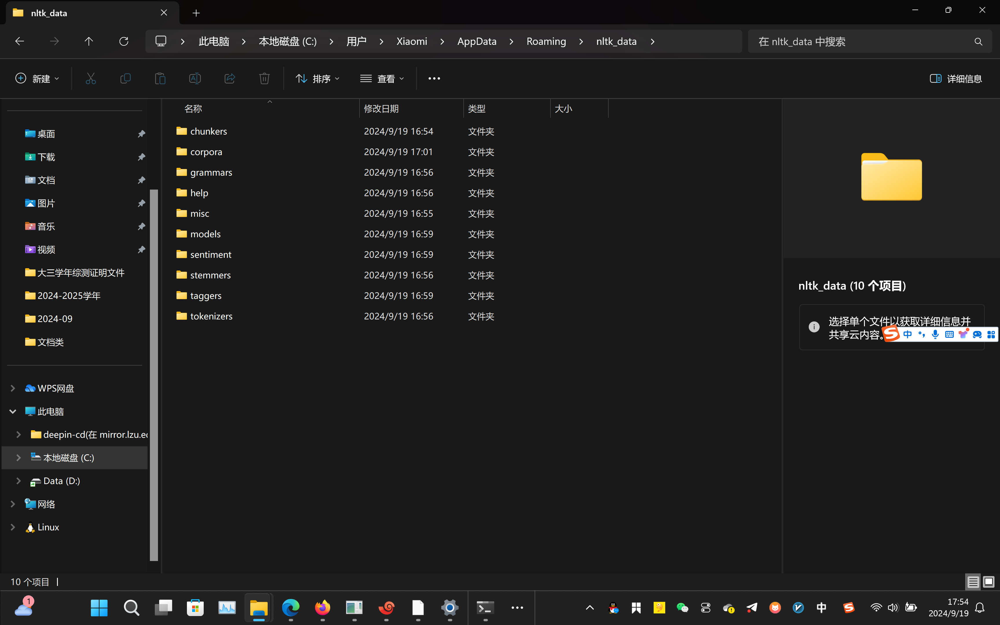 nltk_data
此电脑 本地磁盘 (C:) 用户 Xiaomi AppData Roaming nltk_data
在 nltk_data 中搜索
新建 排序 查看 详细信息
名称 修改日期 类型 大小
chunkers 2024/9/19 16:54 文件夹
corpora 2024/9/19 17:01 文件夹
grammars 2024/9/19 16:56 文件夹
help 2024/9/19 16:56 文件夹
misc 2024/9/19 16:55 文件夹
models 2024/9/19 16:59 文件夹
sentiment 2024/9/19 16:59 文件夹
stemmers 2024/9/19 16:56 文件夹
taggers 2024/9/19 16:59 文件夹
tokenizers 2024/9/19 16:56 文件夹
桌面
下载
文档
图片
音乐
视频
大三学年综测证明文件
2024-2025学年
2024-09
文档类
WPS网盘
此电脑
deepin-cd(在 mirror.lzu.ec
本地磁盘 (C:)
Data (D:)
网络
Linux
nltk_data (10 个项目)
选择单个文件以获取详细信息并
共享云内容。
中
10 个项目
1
中
17:54
2024/9/19